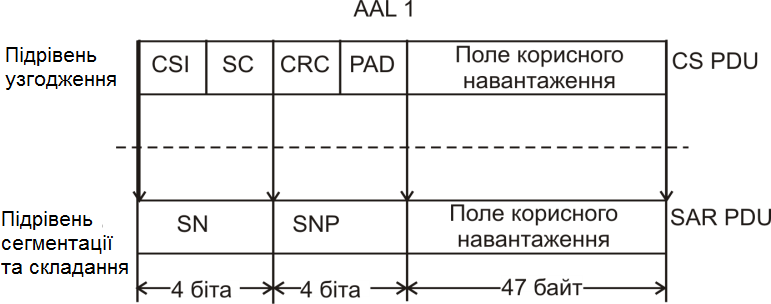 AAL 1
Підрівень
узгодження
CSI
SC
CRC
PAD
Поле корисного
навантаження
CS PDU
Підрівень
сегментації
та складання
SN
SNP
Поле корисного
навантаження
SAR PDU
4 біта
4 біта
47 байт